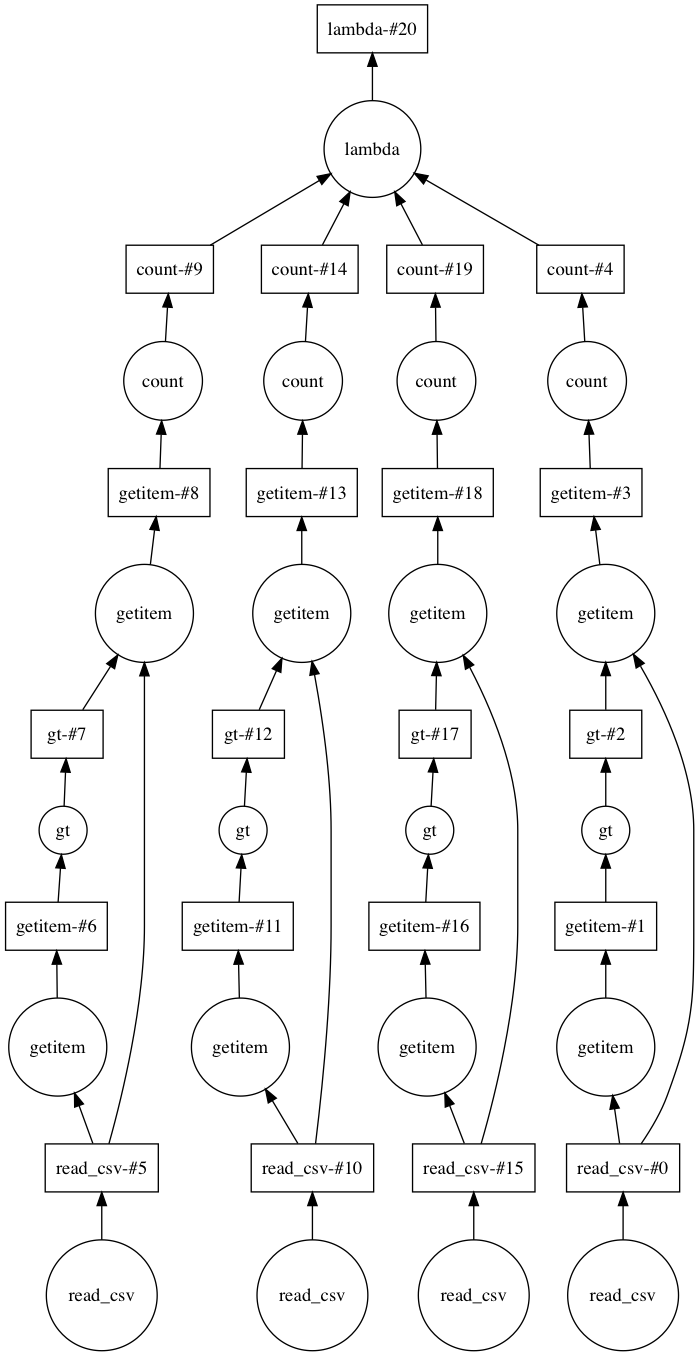 lambda-#20
lambda
count-#9
count-#14
count-#19
count-#4
count
count
count
count
getitem-#8
getitem-#13
getitem-#18
getitem-#3
getitem
getitem
getitem
getitem
gt-#7
gt-#12
gt-#17
gt-#2
gt
gt
gt
gt
getitem-#6
getitem-#11
getitem-#16
getitem-#1
getitem
getitem
getitem
getitem
read_csv-#5
read_csv-#10
read_csv-#15
read_csv-#0
read_csv
read_csv
read_csv
read_csv